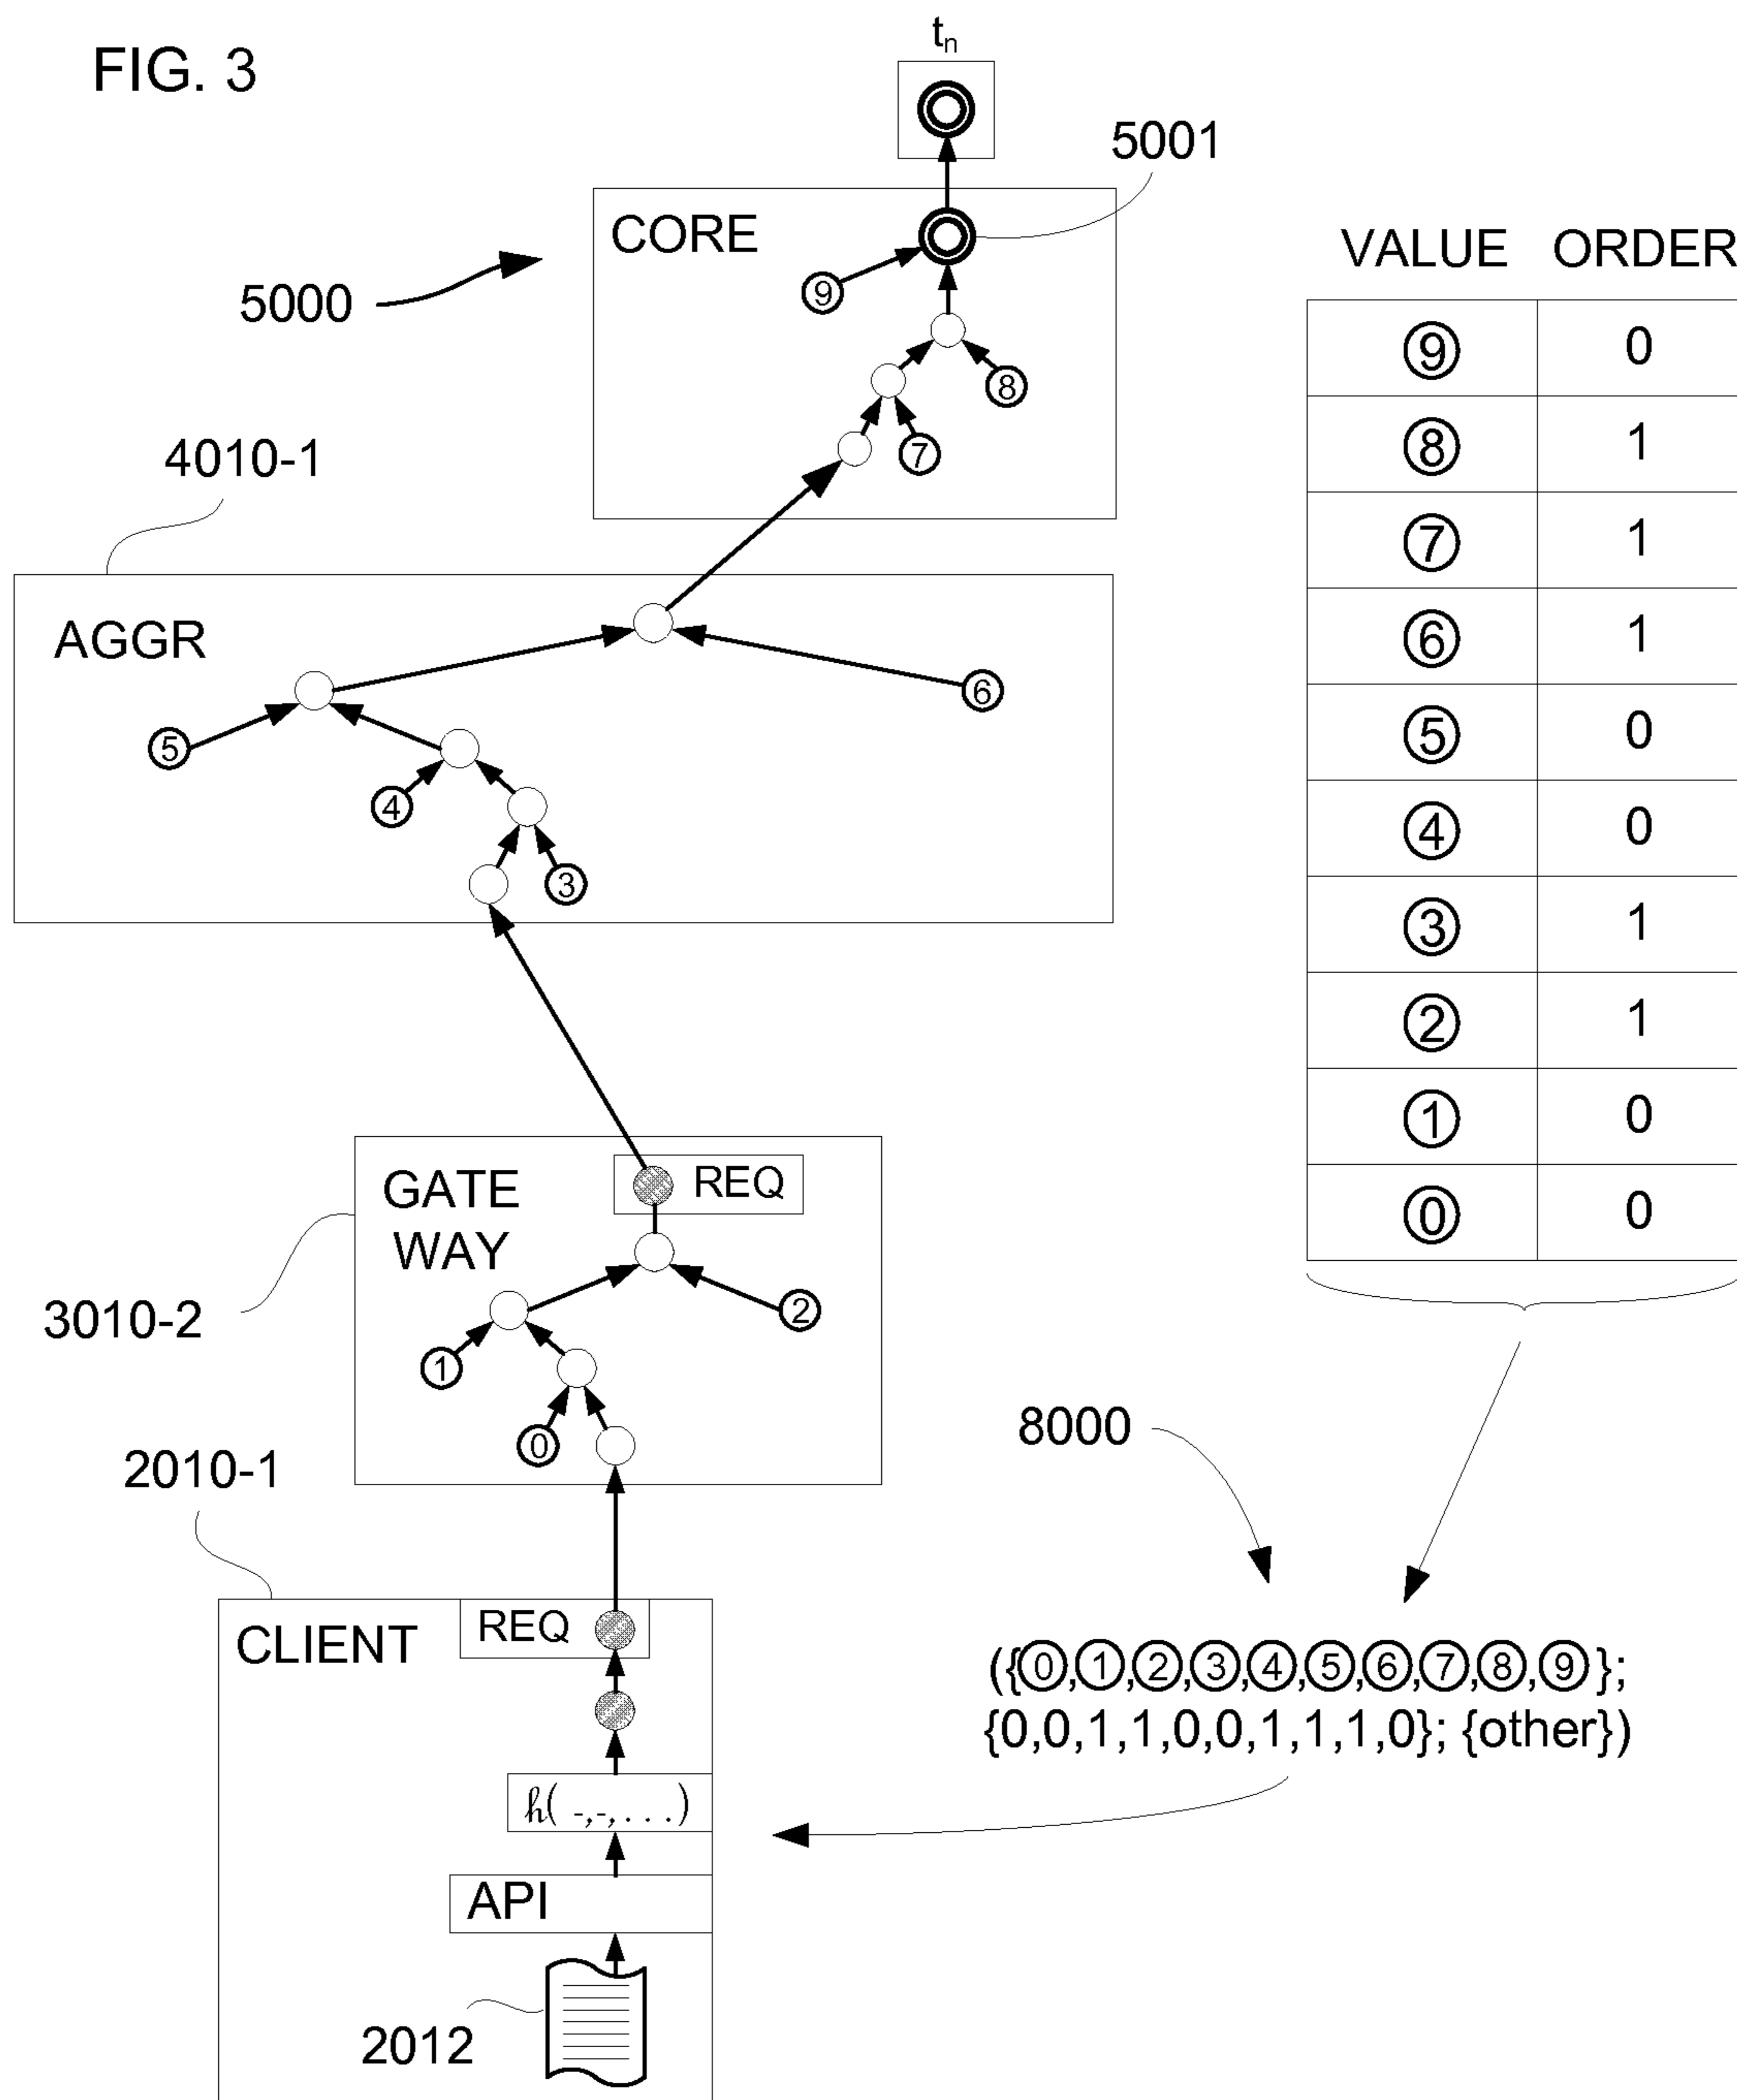 FIG. 3
tₙ
5001
CORE
5000
9
8
7
4010-1
AGGR
6
5
4
3
GATE
WAY
REQ
3010-2
2
1
0
2010-1
CLIENT
REQ
h( -,-, . . . )
API
2012
VALUE ORDER
⑨ 0
⑧ 1
⑦ 1
⑥ 1
⑤ 0
④ 0
③ 1
② 1
① 0
⓪ 0
8000
({⓪,①,②,③,④,⑤,⑥,⑦,⑧,⑨};
{0,0,1,1,0,0,1,1,1,0}; {other})